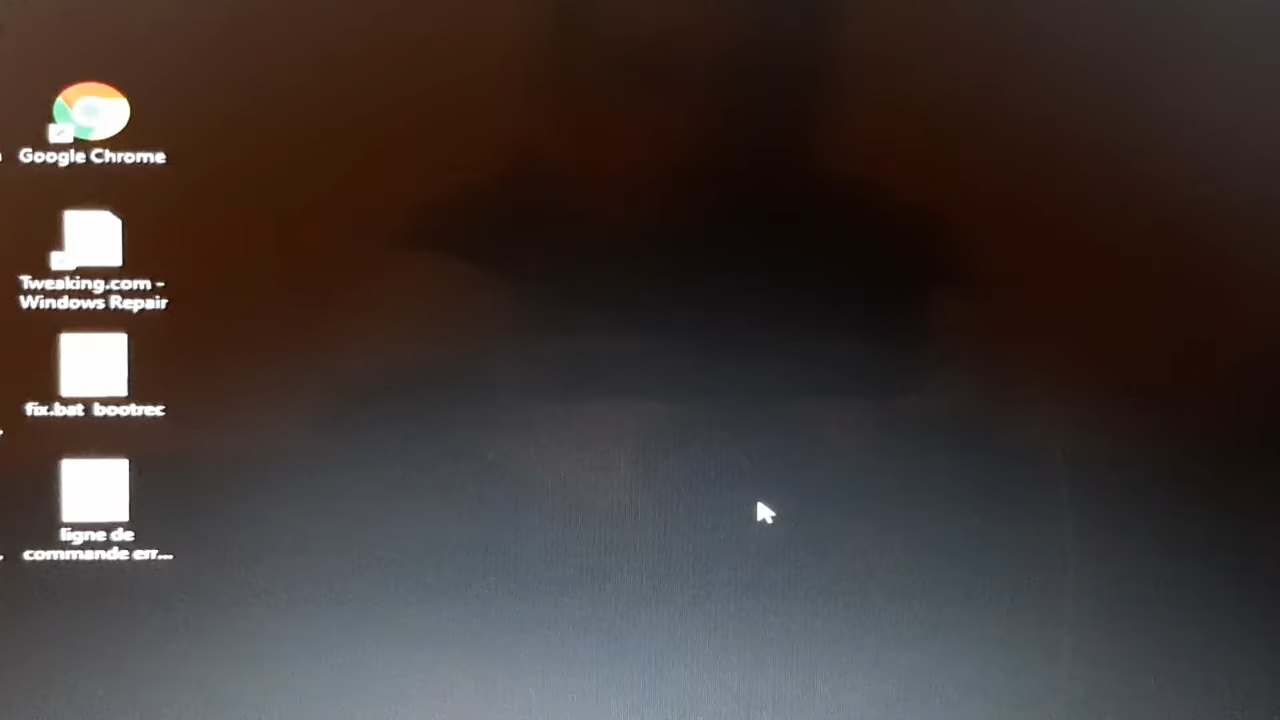 Google Chrome
Tweaking.com -
Windows Repair
fix.bat bootrec
ligne de
commande err...